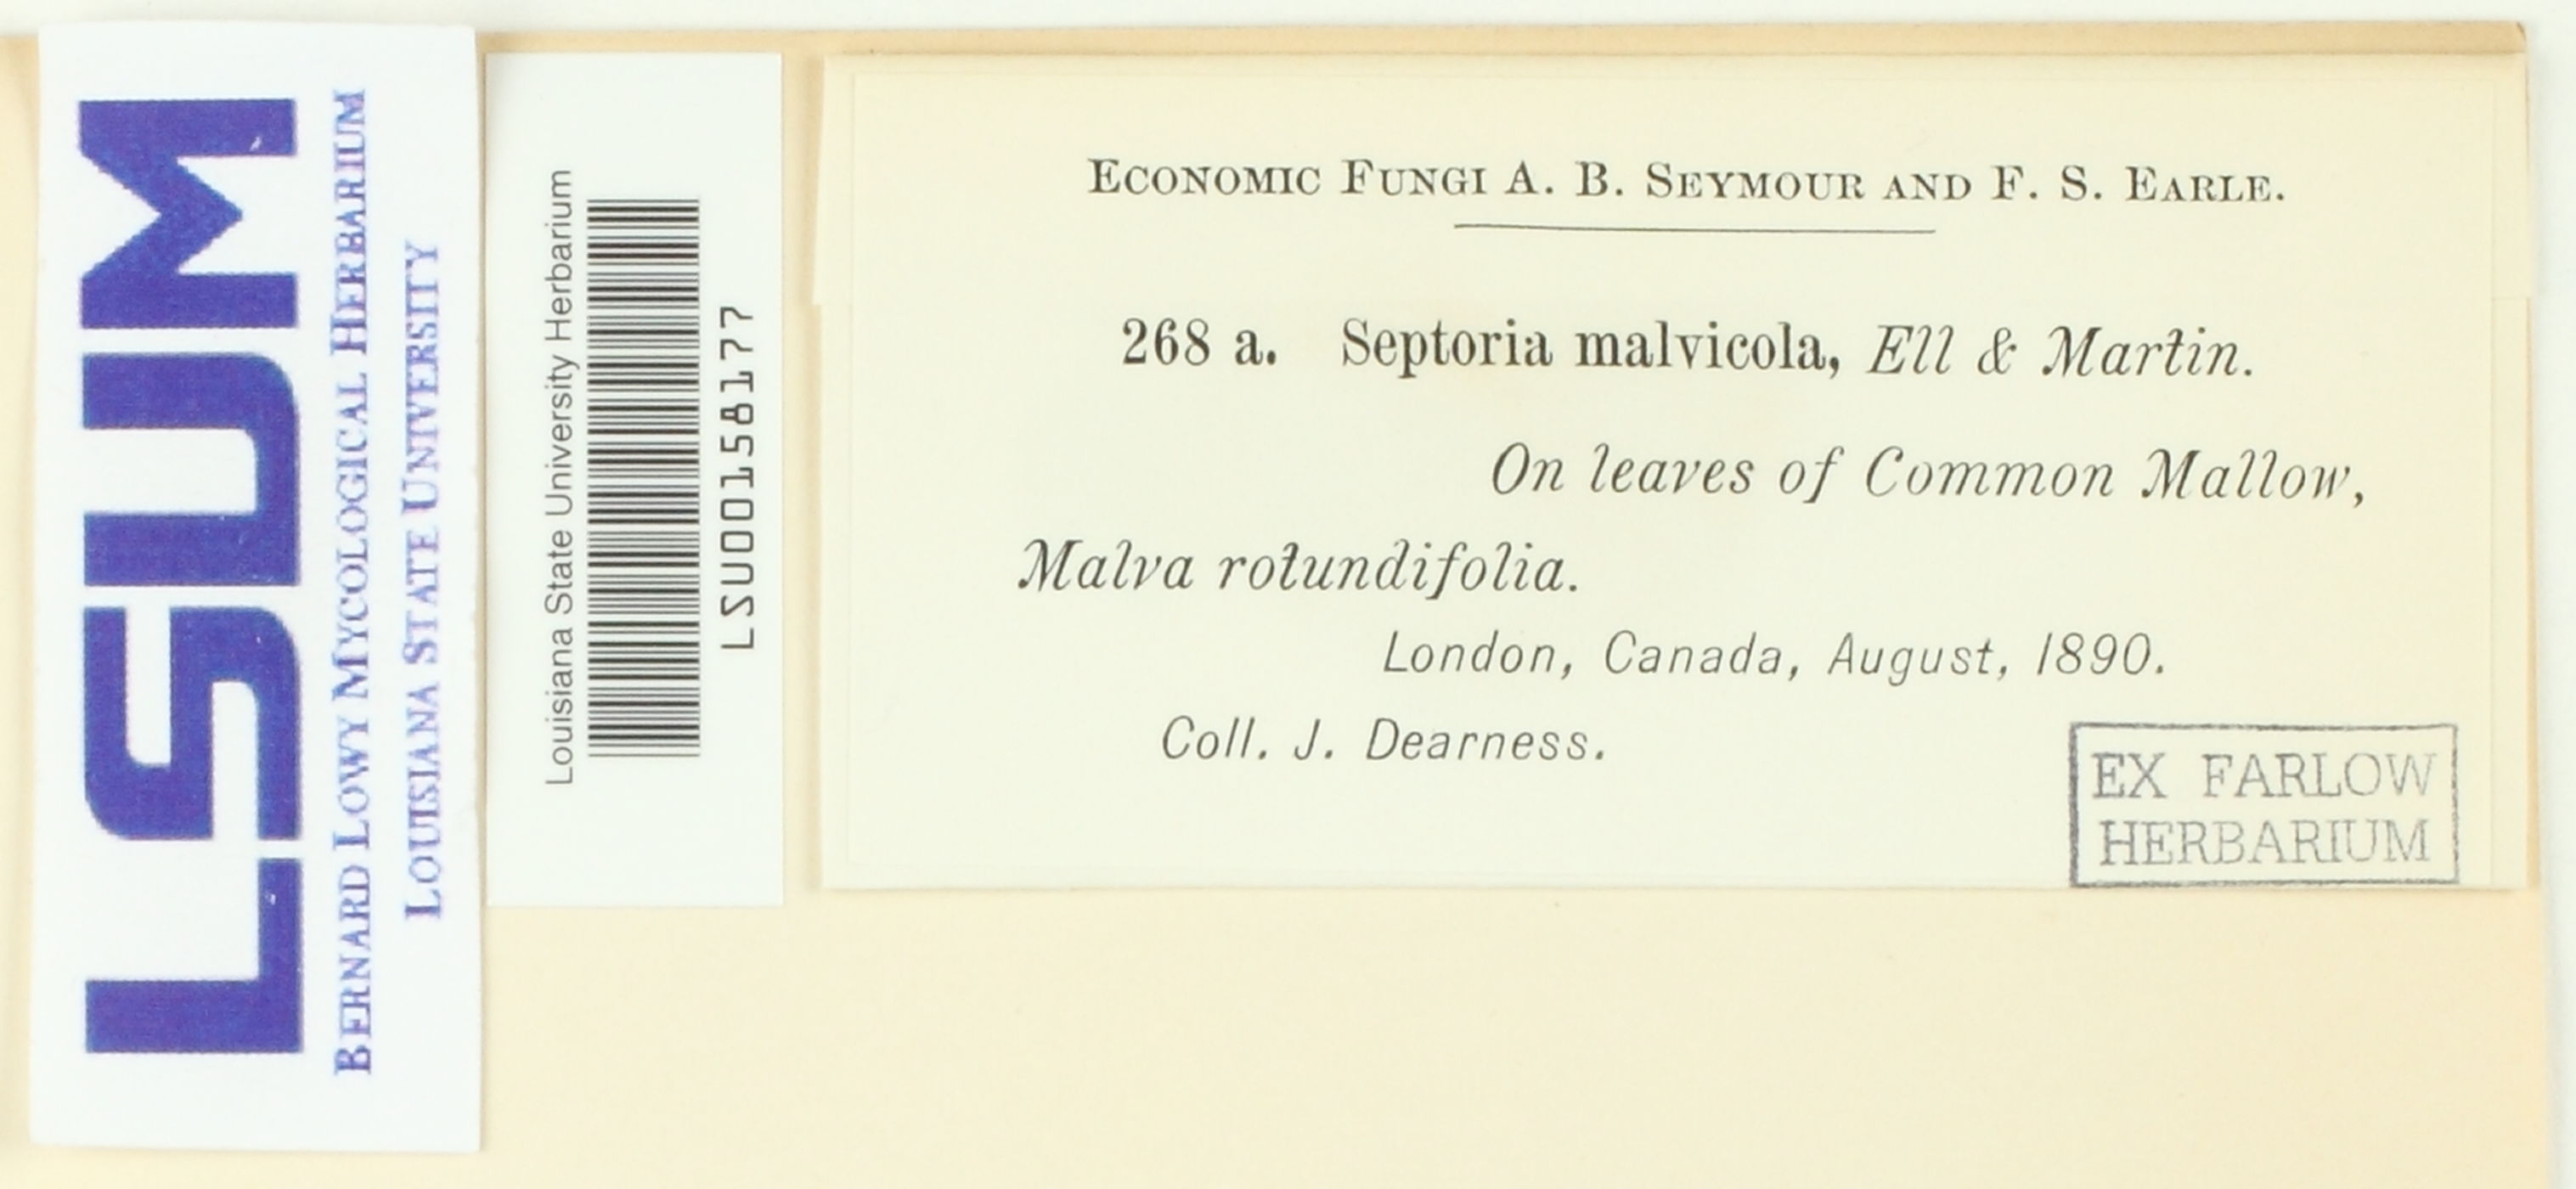 LSUM
BERNARD LOWY MYCOLOGICAL HERBARIUM
LOUISIANA STATE UNIVERSITY
Louisiana State University Herbarium
LSU00158177
ECONOMIC FUNGI A. B. SEYMOUR AND F. S. EARLE.
268 a. Septoria malvicola, Ell & Martin.
On leaves of Common Mallow,
Malva rotundifolia.
London, Canada, August, 1890.
Coll. J. Dearness.
EX FARLOW
HERBARIUM